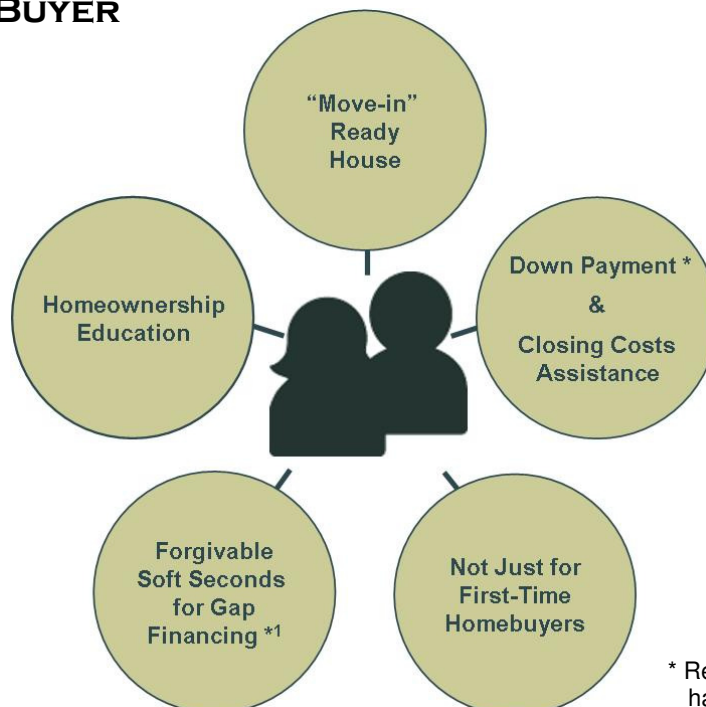 BUYER
“Move-in”
Ready
House
Homeownership
Education
Down Payment *
&
Closing Costs
Assistance
Forgivable
Soft Seconds
for Gap
Financing *1
Not Just for
First-Time
Homebuyers
*